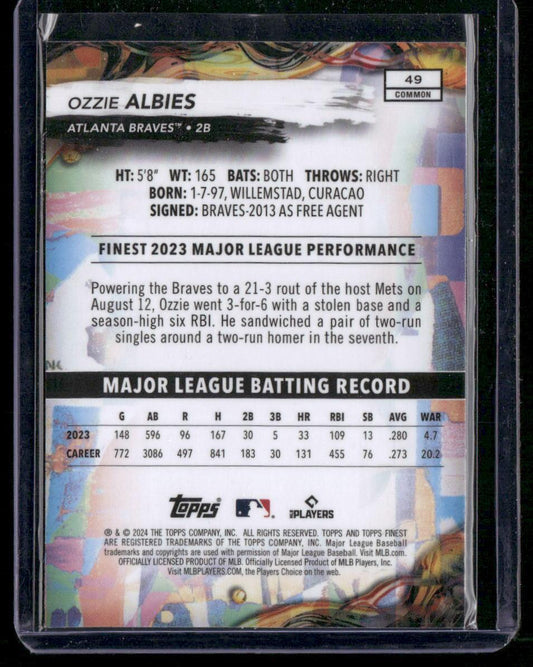 OZZIE ALBIES
ATLANTA BRAVES™ • 2B
49
COMMON
HT: 5'8" WT: 165 BATS: BOTH THROWS: RIGHT
BORN: 1-7-97, WILLEMSTAD, CURACAO
SIGNED: BRAVES-2013 AS FREE AGENT
FINEST 2023 MAJOR LEAGUE PERFORMANCE
Powering the Braves to a 21-3 rout of the host Mets on
August 12, Ozzie went 3-for-6 with a stolen base and a
season-high six RBI. He sandwiched a pair of two-run
singles around a two-run homer in the seventh.
MAJOR LEAGUE BATTING RECORD
G AB R H 2B 3B HR RBI SB AVG WAR
2023 148 596 96 167 30 5 33 109 13 .280 4.7
CAREER 772 3086 497 841 183 30 131 455 76 .273 20.2
topps
PLAYERS
® & © 2024 THE TOPPS COMPANY, INC. ALL RIGHTS RESERVED. TOPPS AND TOPPS FINEST
ARE REGISTERED TRADEMARKS OF THE TOPPS COMPANY, INC. Major League Baseball
trademarks and copyrights are used with permission of Major League Baseball. Visit MLB.com.
OFFICIALLY LICENSED PRODUCT OF MLB. Officially Licensed Product of MLB Players, Inc.
Visit MLBPLAYERS.COM, the Players Choice on the web.